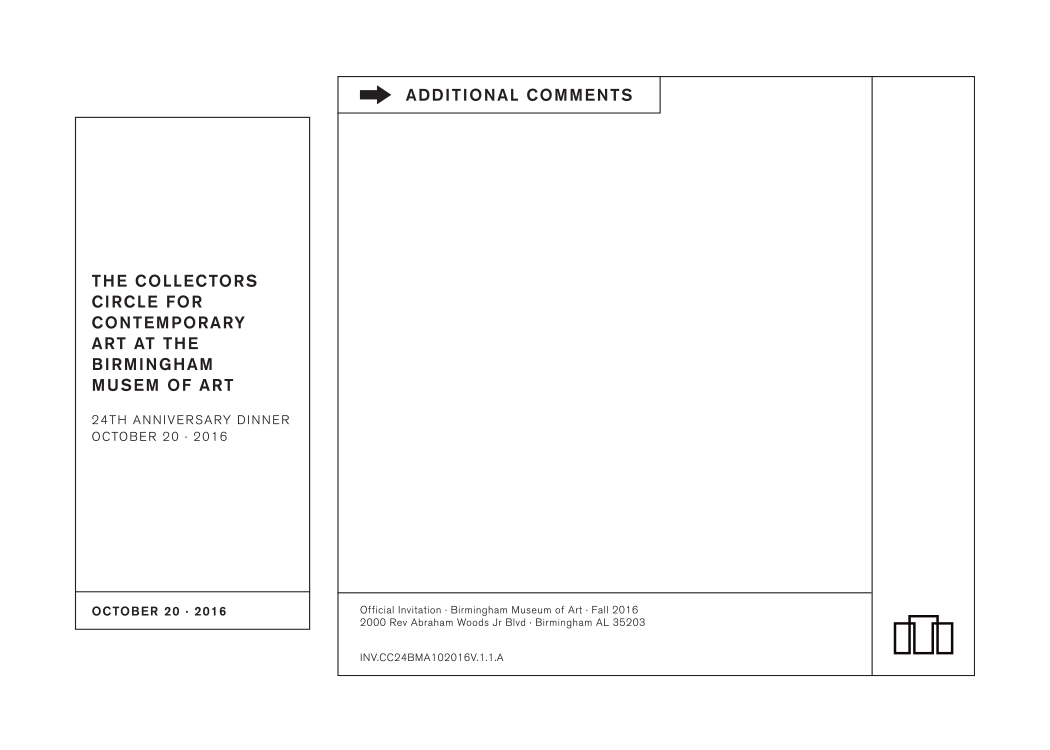 THE COLLECTORS
CIRCLE FOR
CONTEMPORARY
ART AT THE
BIRMINGHAM
MUSEM OF ART
24TH ANNIVERSARY DINNER
OCTOBER 20 · 2016
OCTOBER 20 · 2016
ADDITIONAL COMMENTS
Official Invitation · Birmingham Museum of Art · Fall 2016
2000 Rev Abraham Woods Jr Blvd · Birmingham AL 35203
INV.CC24BMA102016V.1.1.A